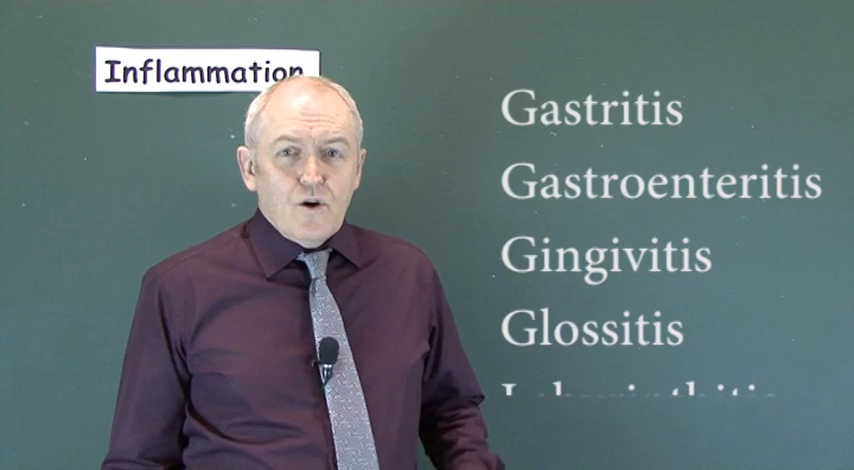 Inflammation
Gastritis
Gastroenteritis
Gingivitis
Glossitis